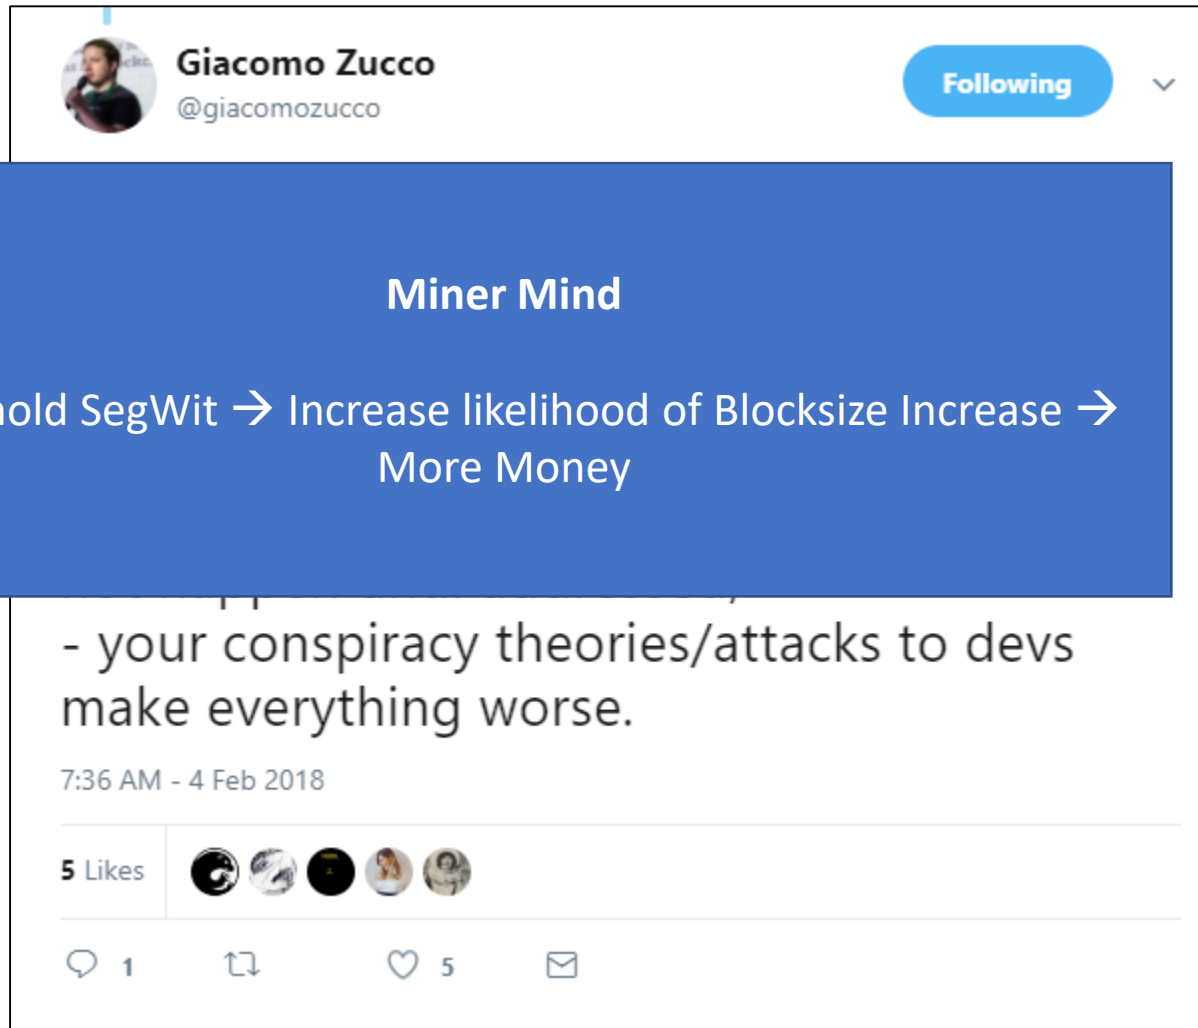 Giacomo Zucco
@giacomozucco
Following
Miner Mind
SegWit → Increase likelihood of Blocksize Increase →
More Money
- your conspiracy theories/attacks to devs
make everything worse.
7:36 AM - 4 Feb 2018
5 Likes
1 5